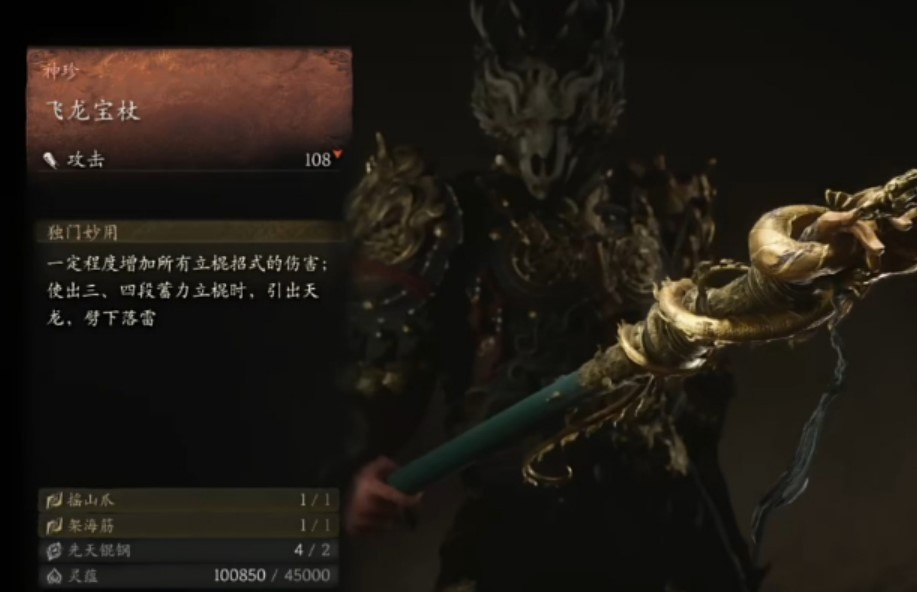 神珍
飞龙宝杖
攻击 108
独门妙用
一定程度增加所有立棍招式的伤害；
使出三、四段蓄力立棍时，引出天
龙，劈下落雷
摇山爪 1 / 1
架海筋 1 / 1
先天锟钢 4 / 2
灵蕴 100850 / 45000